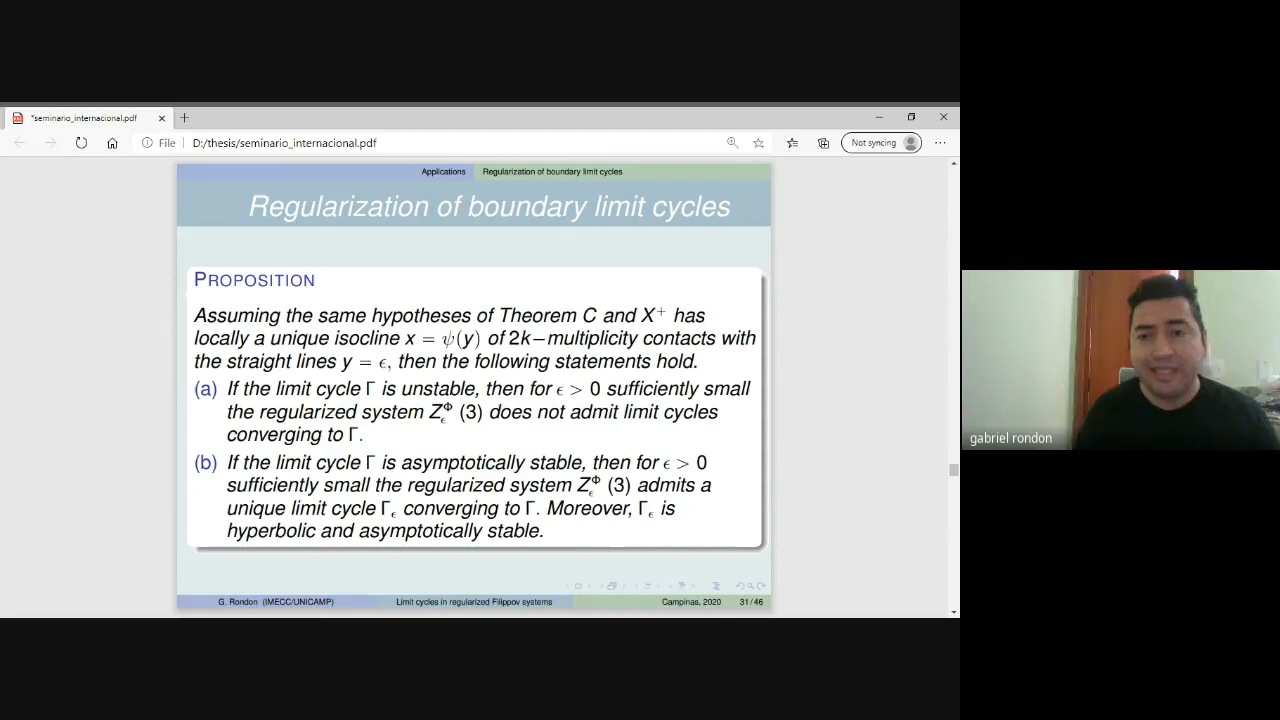 *seminario_internacional.pdf
File D:/thesis/seminario_internacional.pdf
Not syncing
Applications Regularization of boundary limit cycles
Regularization of boundary limit cycles
PROPOSITION
Assuming the same hypotheses of Theorem C and X⁺ has
locally a unique isocline x = ψ(y) of 2k−multiplicity contacts with
the straight lines y = ϵ, then the following statements hold.
(a) If the limit cycle Γ is unstable, then for ϵ > 0 sufficiently small
the regularized system Z_ϵ^Φ (3) does not admit limit cycles
converging to Γ.
(b) If the limit cycle Γ is asymptotically stable, then for ϵ > 0
sufficiently small the regularized system Z_ϵ^Φ (3) admits a
unique limit cycle Γ_ϵ converging to Γ. Moreover, Γ_ϵ is
hyperbolic and asymptotically stable.
G. Rondon (IMECC/UNICAMP) Limit cycles in regularized Filippov systems Campinas, 2020 31/46
gabriel rondon